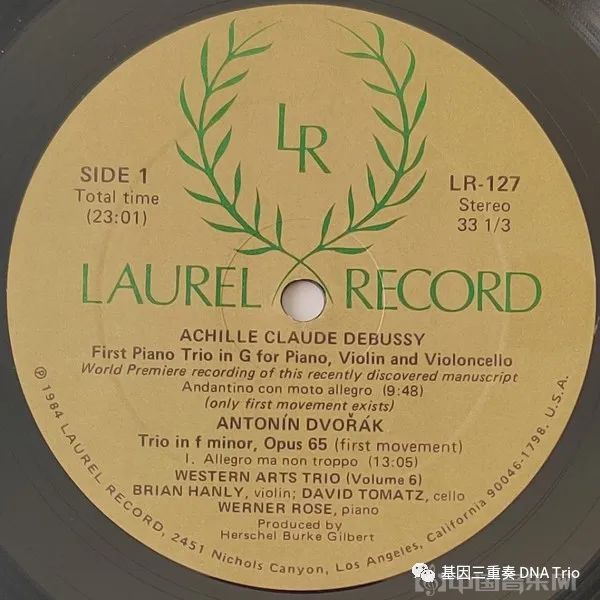 LR
SIDE 1
Total time
(23:01)
LR-127
Stereo
33 1/3
LAUREL RECORD
ACHILLE CLAUDE DEBUSSY
First Piano Trio in G for Piano, Violin and Violoncello
World Premiere recording of this recently discovered manuscript
Andantino con moto allegro (9:48)
(only first movement exists)
ANTONÍN DVOŘÁK
Trio in f minor, Opus 65 (first movement)
I. Allegro ma non troppo (13:05)
WESTERN ARTS TRIO (Volume 6)
BRIAN HANLY, violin; DAVID TOMATZ, cello
WERNER ROSE, piano
Produced by
Herschel Burke Gilbert
℗ 1984 LAUREL RECORD, 2451 Nichols Canyon, Los Angeles, California 90046-1798. U.S.A.
基因三重奏 DNA Trio
中国音乐网